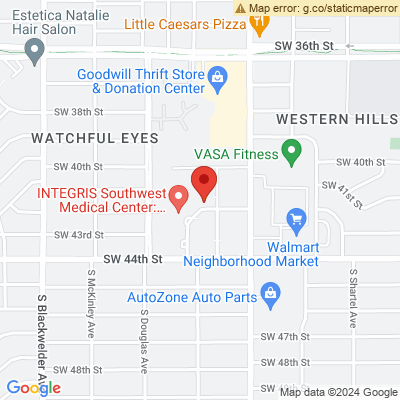 Map error: g.co/staticmaperror
Estetica Natalie
Hair Salon
Little Caesars Pizza
SW 36th St
Goodwill Thrift Store
& Donation Center
SW 38th St
WESTERN HILLS
WATCHFUL EYES
VASA Fitness
SW 40th St
SW 40th St
SW 41st St
INTEGRIS Southwest
Medical Center:...
SW 43rd St
Walmart
Neighborhood Market
SW 44th St
S McKinley Ave
S Blackwelder Ave
S Douglas Ave
S Shartel Ave
AutoZone Auto Parts
SW 47th St
SW 48th St
SW 48th St
Google
Map data ©2024 Google